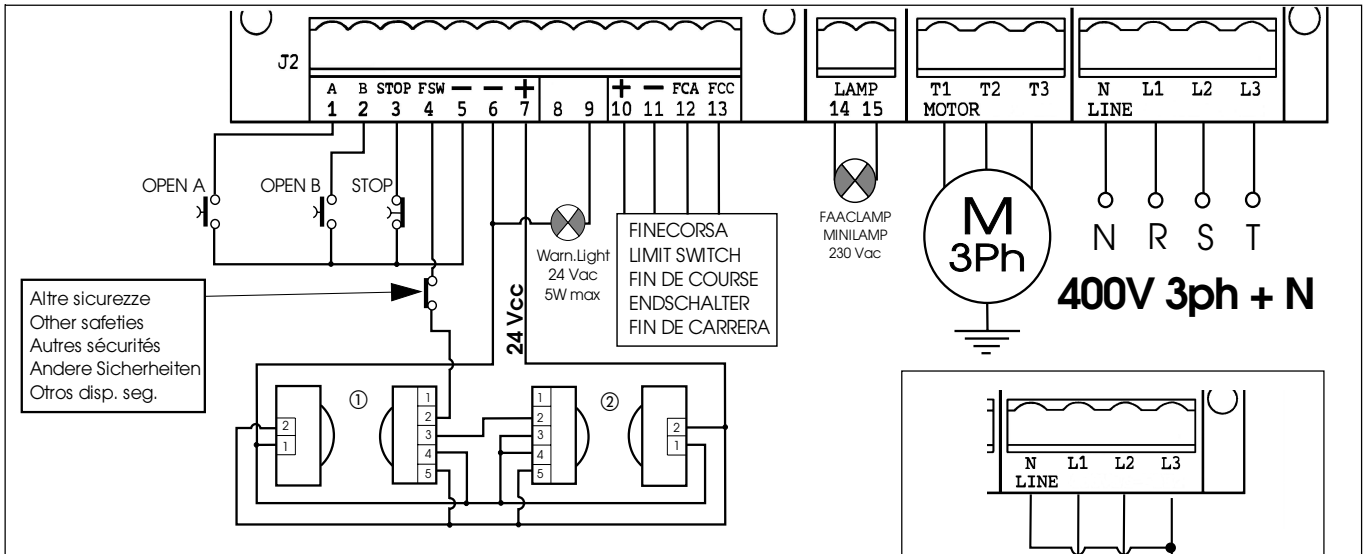 J2
A B STOP FSW — — + + — FCA FCC
1 2 3 4 5 6 7 8 9 10 11 12 13
LAMP
14 15
T1 T2 T3
MOTOR
N L1 L2 L3
LINE
OPEN A
OPEN B
STOP
Warn.Light
24 Vac
5W max
24 Vcc
FINECORSA
LIMIT SWITCH
FIN DE COURSE
ENDSCHALTER
FIN DE CARRERA
FAACLAMP
MINILAMP
230 Vac
M
3Ph
N R S T
400V 3ph + N
Altre sicurezze
Other safeties
Autres sécurités
Andere Sicherheiten
Otros disp. seg.
2
1
①
1
2
3
4
5
1
2
3
4
5
②
2
1
N L1 L2 L3
LINE